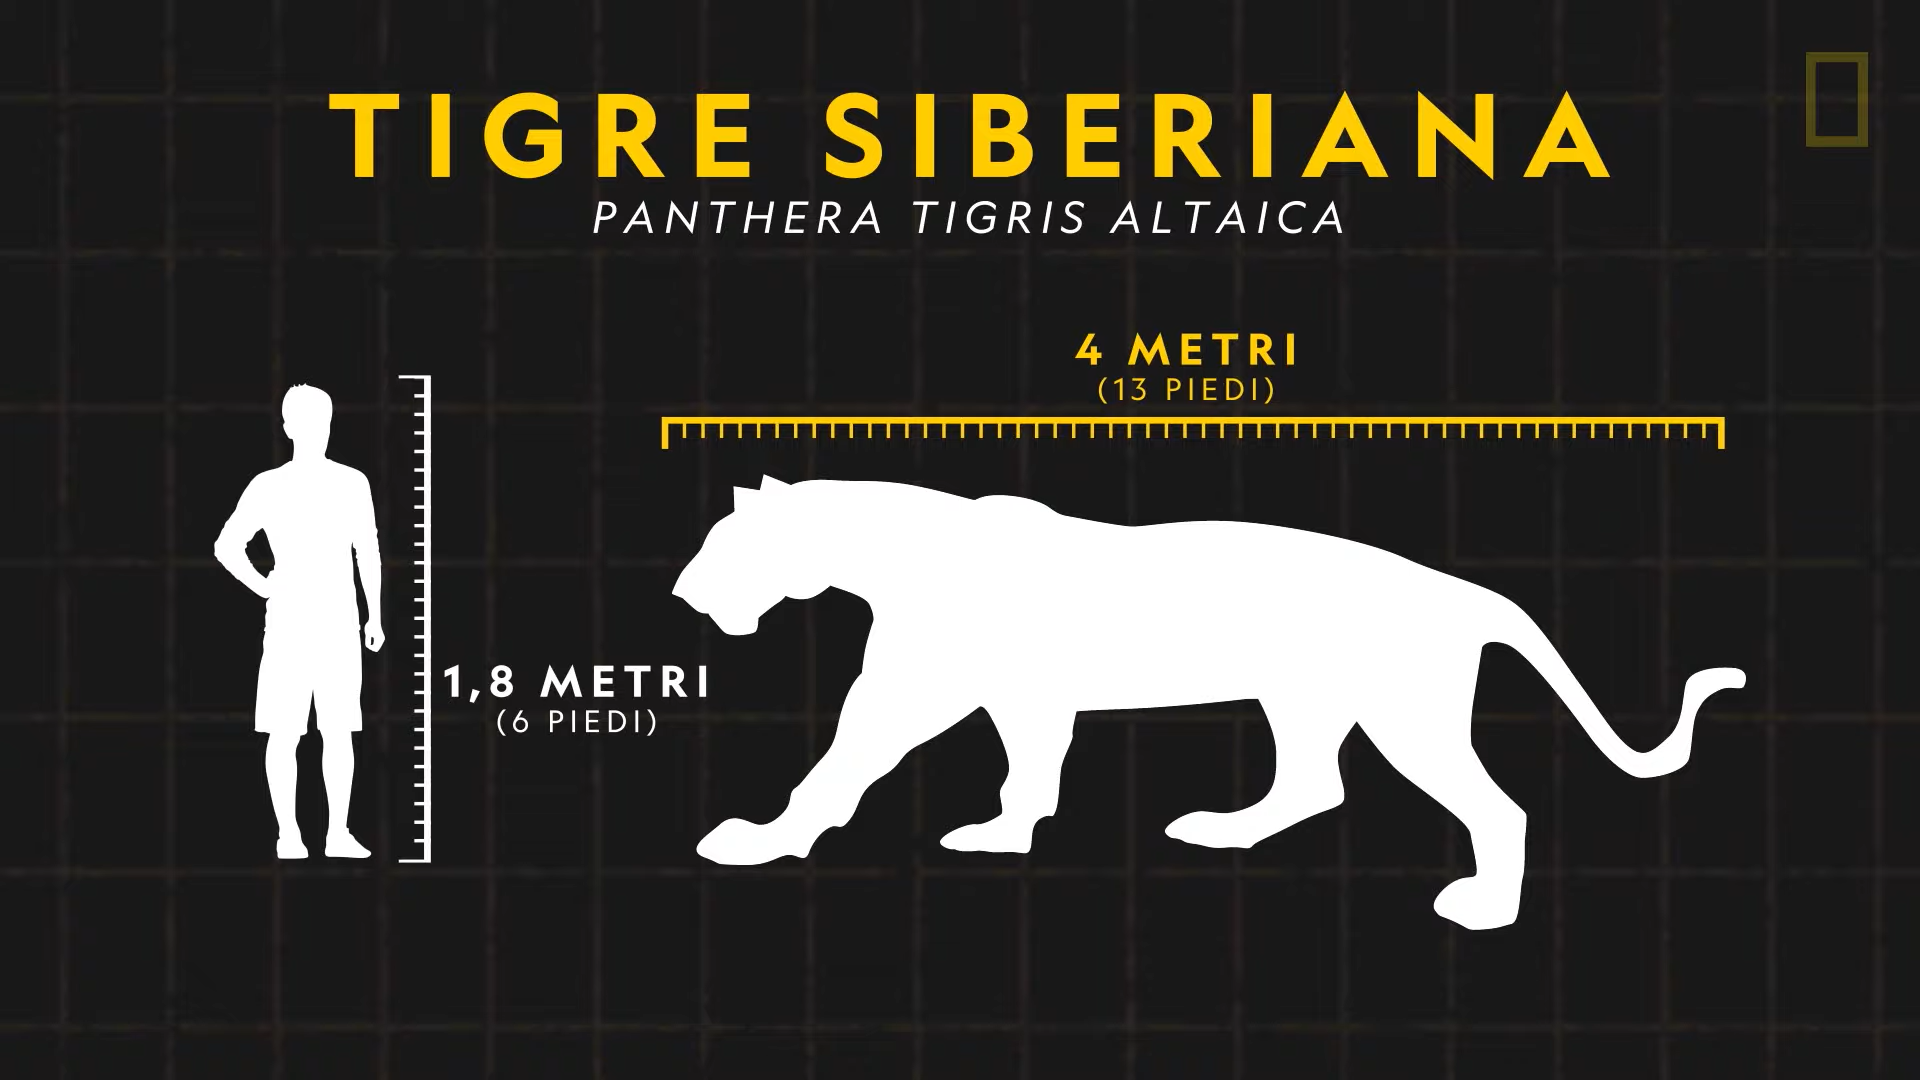 TIGRE SIBERIANA
PANTHERA TIGRIS ALTAICA
4 METRI
(13 PIEDI)
1,8 METRI
(6 PIEDI)